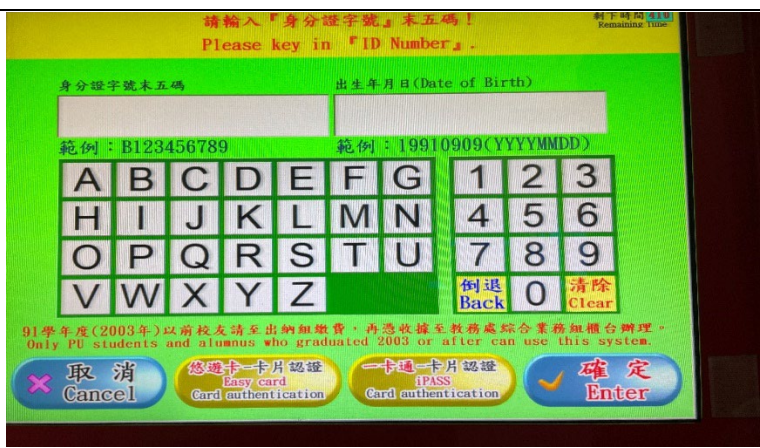 請輸入『身分證字號』末五碼！
剩下時間 410
Remaining Time
Please key in 『ID Number』.
身分證字號末五碼
出生年月日(Date of Birth)
範例：B123456789
範例：19910909(YYYYMMDD)
A B C D E F G 1 2 3
H I J K L M N 4 5 6
O P Q R S T U 7 8 9
V W X Y Z 倒退 0 清除
Back Clear
91學年度(2003年)以前校友請至出納組繳費，再憑收據至教務處綜合業務組櫃台辦理。
Only PU students and alumnus who graduated 2003 or after can use this system.
取消
Cancel
悠遊卡-卡片認證
Easy card
Card authentication
一卡通-卡片認證
iPASS
Card authentication
確定
Enter